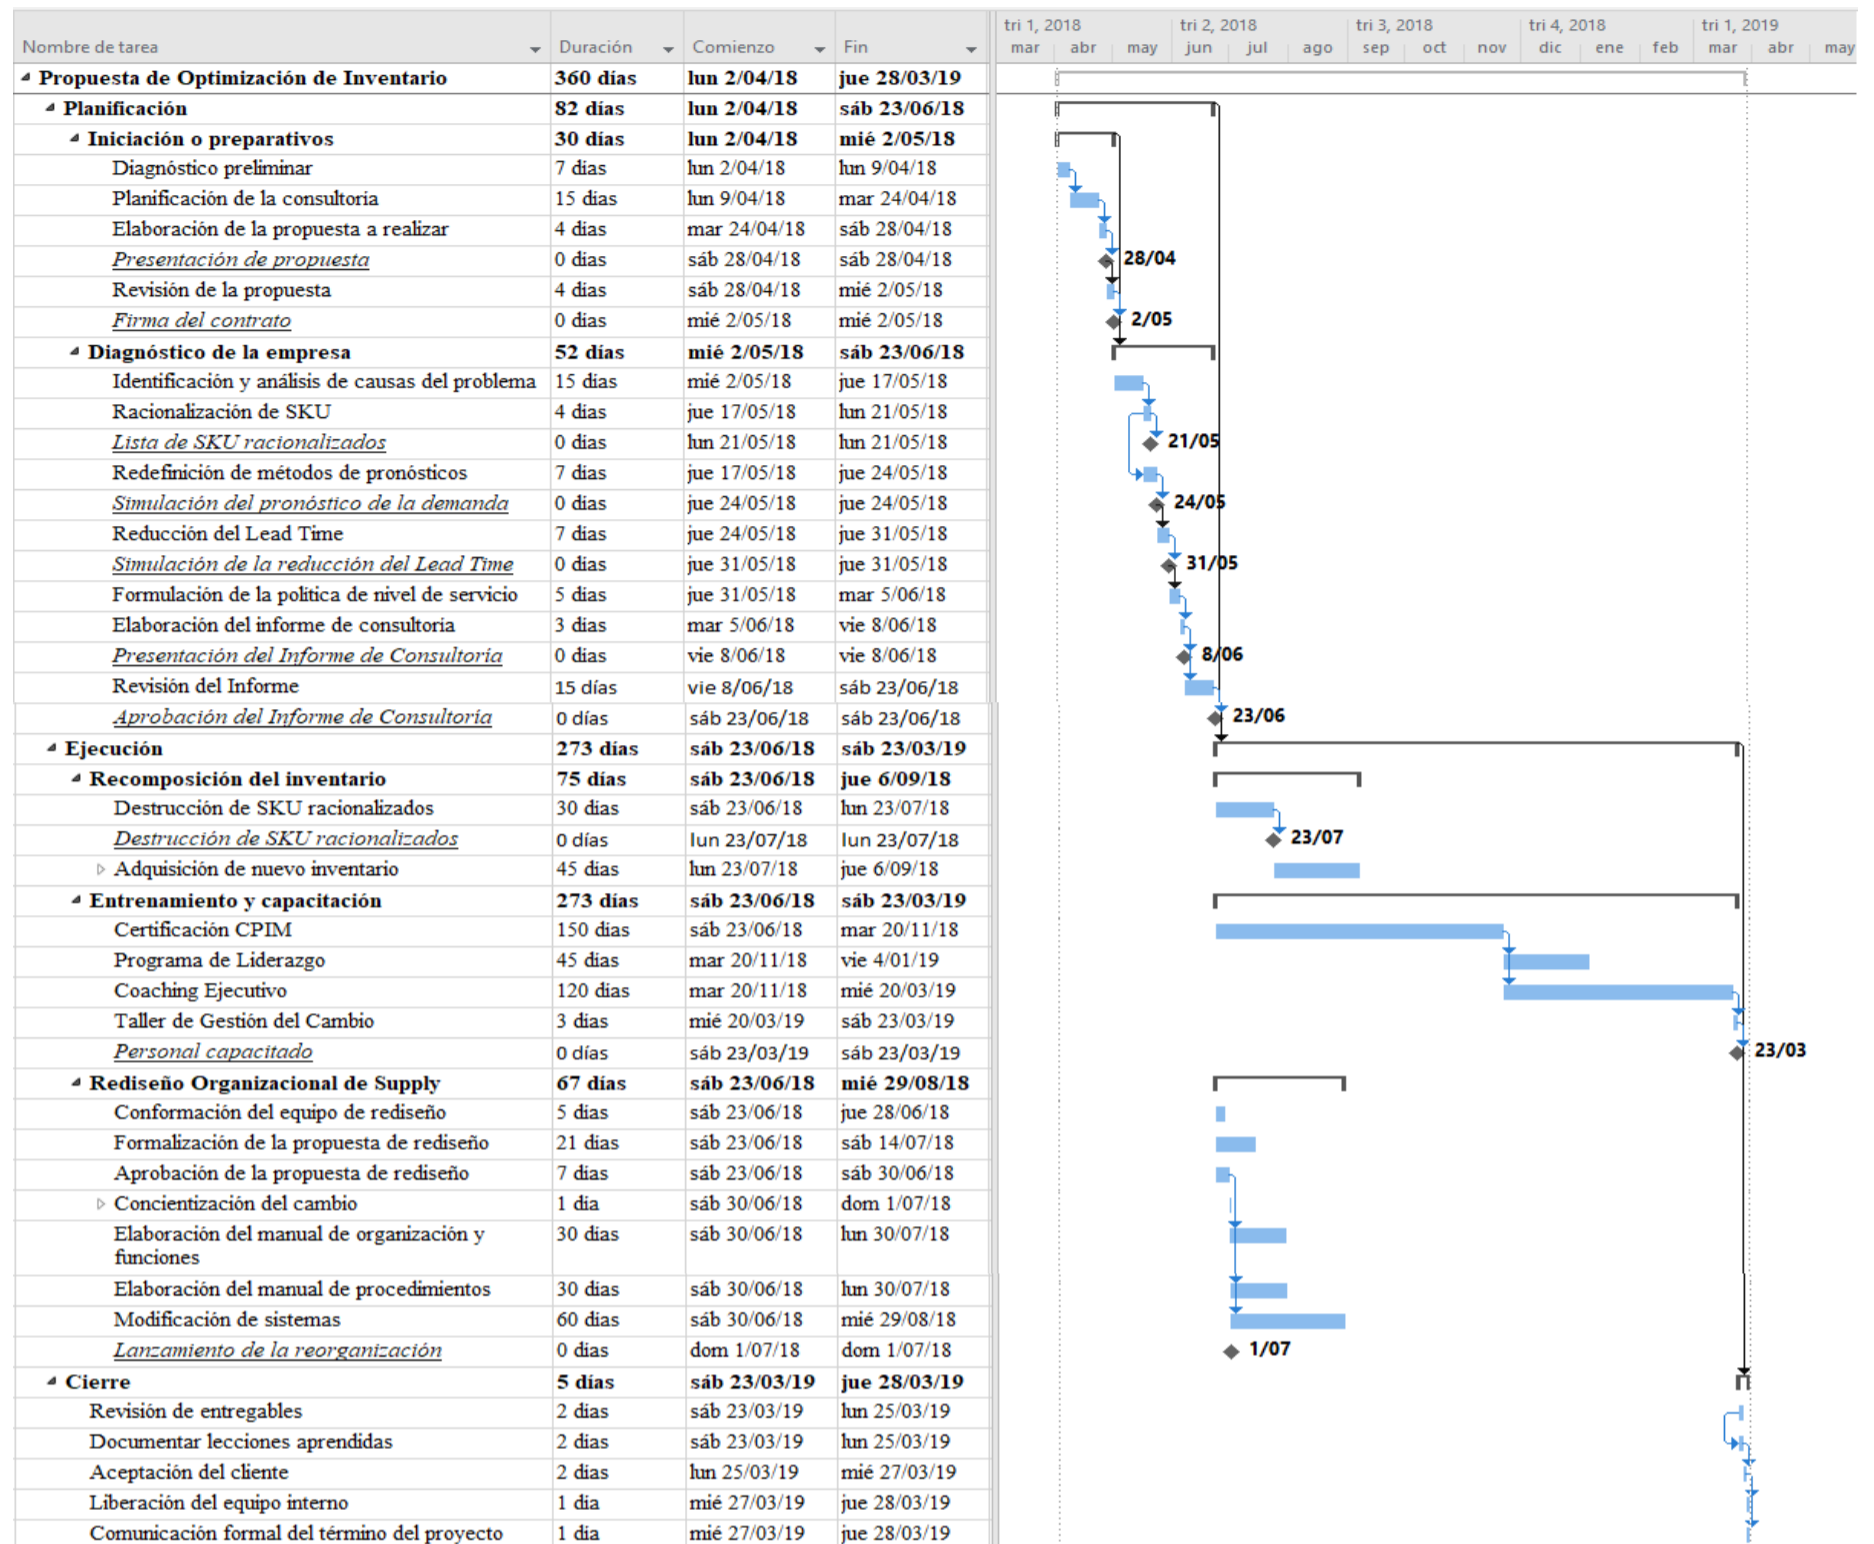 tri 1, 2018 tri 2, 2018 tri 3, 2018 tri 4, 2018 tri 1, 2019
Nombre de tarea Duración Comienzo Fin mar abr may jun jul ago sep oct nov dic ene feb mar abr may
Propuesta de Optimización de Inventario 360 días lun 2/04/18 jue 28/03/19
Planificación 82 días lun 2/04/18 sáb 23/06/18
Iniciación o preparativos 30 días lun 2/04/18 mié 2/05/18
Diagnóstico preliminar 7 días lun 2/04/18 lun 9/04/18
Planificación de la consultoría 15 días lun 9/04/18 mar 24/04/18
Elaboración de la propuesta a realizar 4 días mar 24/04/18 sáb 28/04/18
Presentación de propuesta 0 días sáb 28/04/18 sáb 28/04/18 28/04
Revisión de la propuesta 4 días sáb 28/04/18 mié 2/05/18
Firma del contrato 0 días mié 2/05/18 mié 2/05/18 2/05
Diagnóstico de la empresa 52 días mié 2/05/18 sáb 23/06/18
Identificación y análisis de causas del problema 15 días mié 2/05/18 jue 17/05/18
Racionalización de SKU 4 días jue 17/05/18 lun 21/05/18
Lista de SKU racionalizados 0 días lun 21/05/18 lun 21/05/18 21/05
Redefinición de métodos de pronósticos 7 días jue 17/05/18 jue 24/05/18
Simulación del pronóstico de la demanda 0 días jue 24/05/18 jue 24/05/18 24/05
Reducción del Lead Time 7 días jue 24/05/18 jue 31/05/18
Simulación de la reducción del Lead Time 0 días jue 31/05/18 jue 31/05/18 31/05
Formulación de la política de nivel de servicio 5 días jue 31/05/18 mar 5/06/18
Elaboración del informe de consultoría 3 días mar 5/06/18 vie 8/06/18
Presentación del Informe de Consultoría 0 días vie 8/06/18 vie 8/06/18 8/06
Revisión del Informe 15 días vie 8/06/18 sáb 23/06/18
Aprobación del Informe de Consultoría 0 días sáb 23/06/18 sáb 23/06/18 23/06
Ejecución 273 días sáb 23/06/18 sáb 23/03/19
Recomposición del inventario 75 días sáb 23/06/18 jue 6/09/18
Destrucción de SKU racionalizados 30 días sáb 23/06/18 lun 23/07/18
Destrucción de SKU racionalizados 0 días lun 23/07/18 lun 23/07/18 23/07
Adquisición de nuevo inventario 45 días lun 23/07/18 jue 6/09/18
Entrenamiento y capacitación 273 días sáb 23/06/18 sáb 23/03/19
Certificación CPIM 150 días sáb 23/06/18 mar 20/11/18
Programa de Liderazgo 45 días mar 20/11/18 vie 4/01/19
Coaching Ejecutivo 120 días mar 20/11/18 mié 20/03/19
Taller de Gestión del Cambio 3 días mié 20/03/19 sáb 23/03/19
Personal capacitado 0 días sáb 23/03/19 sáb 23/03/19 23/03
Rediseño Organizacional de Supply 67 días sáb 23/06/18 mié 29/08/18
Conformación del equipo de rediseño 5 días sáb 23/06/18 jue 28/06/18
Formalización de la propuesta de rediseño 21 días sáb 23/06/18 sáb 14/07/18
Aprobación de la propuesta de rediseño 7 días sáb 23/06/18 sáb 30/06/18
Concientización del cambio 1 día sáb 30/06/18 dom 1/07/18
Elaboración del manual de organización y 30 días sáb 30/06/18 lun 30/07/18
funciones
Elaboración del manual de procedimientos 30 días sáb 30/06/18 lun 30/07/18
Modificación de sistemas 60 días sáb 30/06/18 mié 29/08/18
Lanzamiento de la reorganización 0 días dom 1/07/18 dom 1/07/18 1/07
Cierre 5 días sáb 23/03/19 jue 28/03/19
Revisión de entregables 2 días sáb 23/03/19 lun 25/03/19
Documentar lecciones aprendidas 2 días sáb 23/03/19 lun 25/03/19
Aceptación del cliente 2 días lun 25/03/19 mié 27/03/19
Liberación del equipo interno 1 día mié 27/03/19 jue 28/03/19
Comunicación formal del término del proyecto 1 día mié 27/03/19 jue 28/03/19